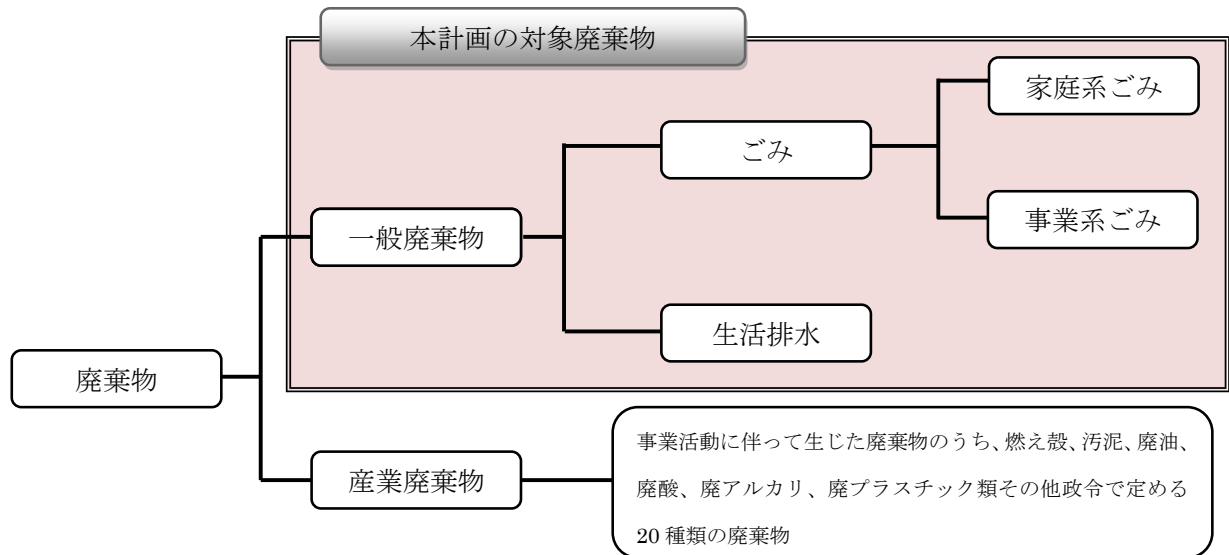 本計画の対象廃棄物
家庭系ごみ
ごみ
事業系ごみ
一般廃棄物
生活排水
廃棄物
産業廃棄物
事業活動に伴って生じた廃棄物のうち、燃え殻、汚泥、廃油、
廃酸、廃アルカリ、廃プラスチック類その他政令で定める
20 種類の廃棄物